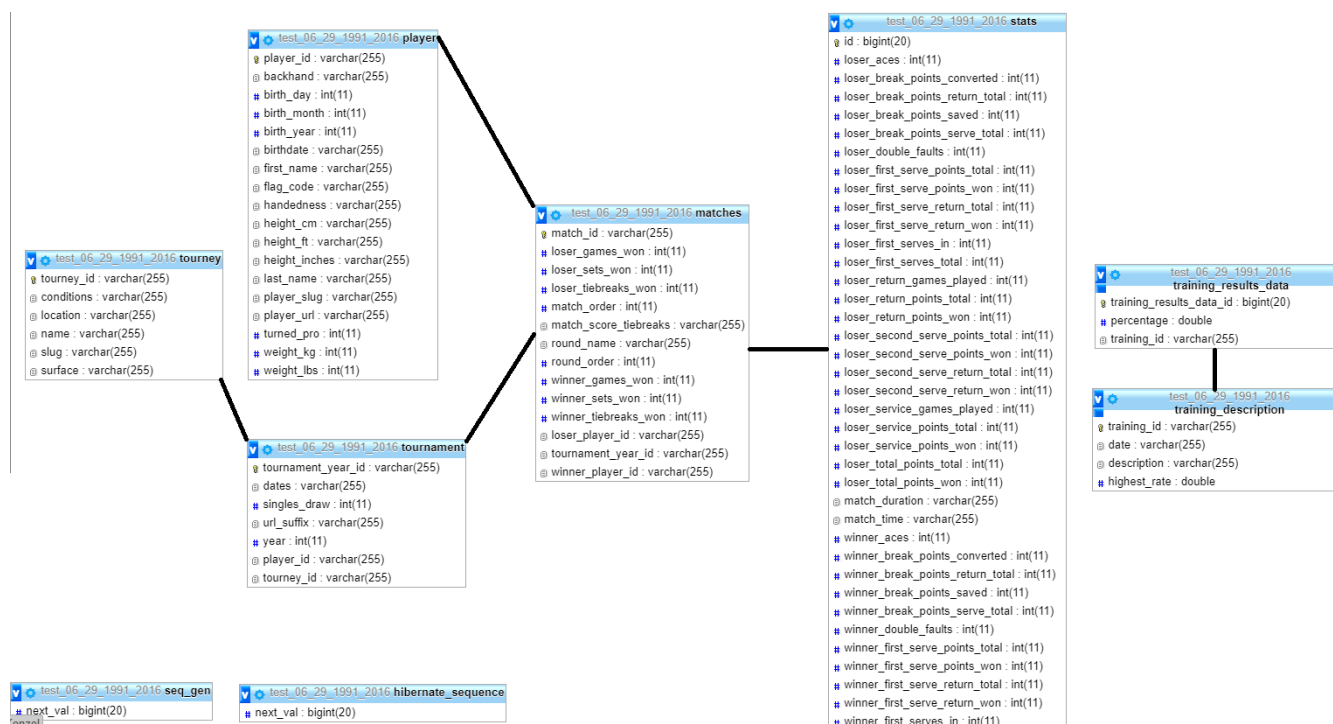 test_06_29_1991_2016 tourney
tourney_id : varchar(255)
conditions : varchar(255)
location : varchar(255)
name : varchar(255)
slug : varchar(255)
surface : varchar(255)
test_06_29_1991_2016 player
player_id : varchar(255)
backhand : varchar(255)
birth_day : int(11)
birth_month : int(11)
birth_year : int(11)
birthdate : varchar(255)
first_name : varchar(255)
flag_code : varchar(255)
handedness : varchar(255)
height_cm : varchar(255)
height_ft : varchar(255)
height_inches : varchar(255)
last_name : varchar(255)
player_slug : varchar(255)
player_url : varchar(255)
turned_pro : int(11)
weight_kg : int(11)
weight_lbs : int(11)
test_06_29_1991_2016 tournament
tournament_year_id : varchar(255)
dates : varchar(255)
singles_draw : int(11)
url_suffix : varchar(255)
year : int(11)
player_id : varchar(255)
tourney_id : varchar(255)
test_06_29_1991_2016 matches
match_id : varchar(255)
loser_games_won : int(11)
loser_sets_won : int(11)
loser_tiebreaks_won : int(11)
match_order : int(11)
match_score_tiebreaks : varchar(255)
round_name : varchar(255)
round_order : int(11)
winner_games_won : int(11)
winner_sets_won : int(11)
winner_tiebreaks_won : int(11)
loser_player_id : varchar(255)
tournament_year_id : varchar(255)
winner_player_id : varchar(255)
test_06_29_1991_2016 stats
id : bigint(20)
loser_aces : int(11)
loser_break_points_converted : int(11)
loser_break_points_return_total : int(11)
loser_break_points_saved : int(11)
loser_break_points_serve_total : int(11)
loser_double_faults : int(11)
loser_first_serve_points_total : int(11)
loser_first_serve_points_won : int(11)
loser_first_serve_return_total : int(11)
loser_first_serve_return_won : int(11)
loser_first_serves_in : int(11)
loser_first_serves_total : int(11)
loser_return_games_played : int(11)
loser_return_points_total : int(11)
loser_return_points_won : int(11)
loser_second_serve_points_total : int(11)
loser_second_serve_points_won : int(11)
loser_second_serve_return_total : int(11)
loser_second_serve_return_won : int(11)
loser_service_games_played : int(11)
loser_service_points_total : int(11)
loser_service_points_won : int(11)
loser_total_points_total : int(11)
loser_total_points_won : int(11)
match_duration : varchar(255)
match_time : varchar(255)
winner_aces : int(11)
winner_break_points_converted : int(11)
winner_break_points_return_total : int(11)
winner_break_points_saved : int(11)
winner_break_points_serve_total : int(11)
winner_double_faults : int(11)
winner_first_serve_points_total : int(11)
winner_first_serve_points_won : int(11)
winner_first_serve_return_total : int(11)
winner_first_serve_return_won : int(11)
winner_first_serves_in : int(11)
test_06_29_1991_2016
training_results_data
training_results_data_id : bigint(20)
percentage : double
training_id : varchar(255)
test_06_29_1991_2016
training_description
training_id : varchar(255)
date : varchar(255)
description : varchar(255)
highest_rate : double
test_06_29_1991_2016 seq_gen
next_val : bigint(20)
test_06_29_1991_2016 hibernate_sequence
next_val : bigint(20)